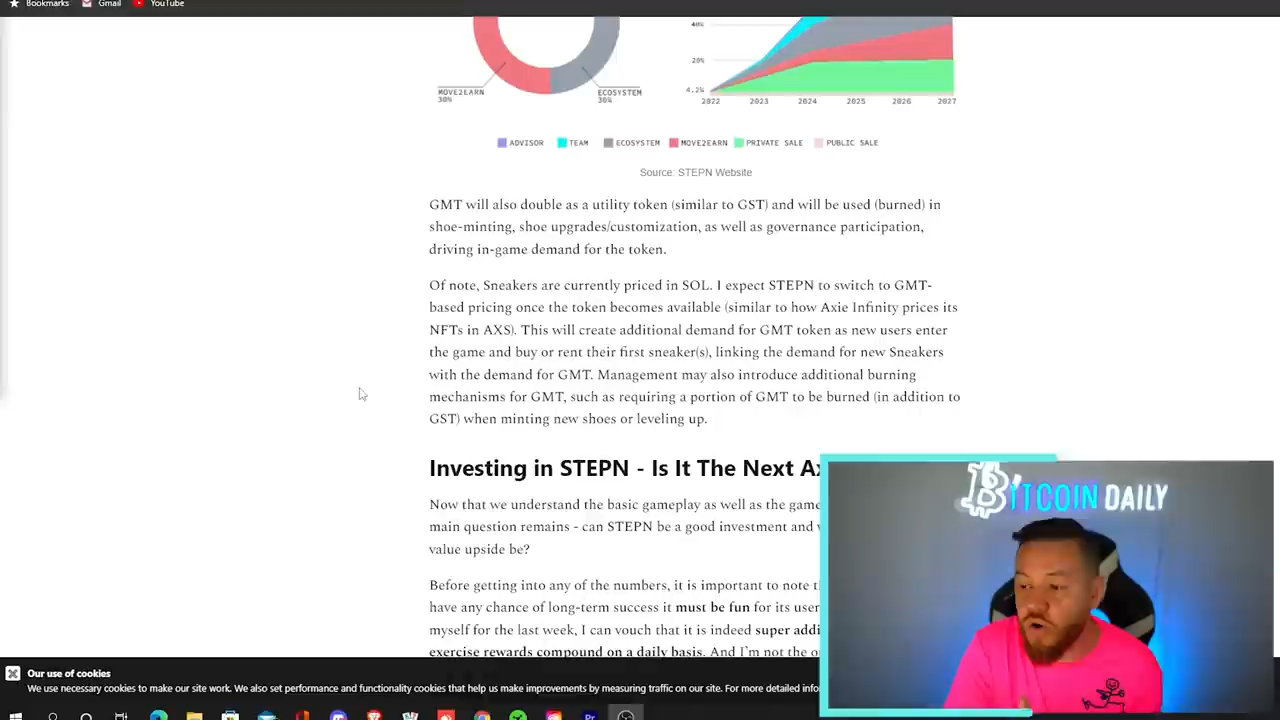 Bookmarks Gmail YouTube
40%
20%
4.2%
MOVE2EARN
30%
ECOSYSTEM
30%
2022 2023 2024 2025 2026 2027
ADVISOR TEAM ECOSYSTEM MOVE2EARN PRIVATE SALE PUBLIC SALE
Source: STEPN Website
GMT will also double as a utility token (similar to GST) and will be used (burned) in
shoe-minting, shoe upgrades/customization, as well as governance participation,
driving in-game demand for the token.
Of note, Sneakers are currently priced in SOL. I expect STEPN to switch to GMT-
based pricing once the token becomes available (similar to how Axie Infinity prices its
NFTs in AXS). This will create additional demand for GMT token as new users enter
the game and buy or rent their first sneaker(s), linking the demand for new Sneakers
with the demand for GMT. Management may also introduce additional burning
mechanisms for GMT, such as requiring a portion of GMT to be burned (in addition to
GST) when minting new shoes or leveling up.
Investing in STEPN - Is It The Next
Now that we understand the basic gameplay as well as the game
main question remains - can STEPN be a good investment and
value upside be?
Before getting into any of the numbers, it is important to note
have any chance of long-term success it must be fun for its
myself for the last week, I can vouch that it is indeed super
exercise rewards compound on a daily basis. And I'm not the
BITCOIN DAILY
Our use of cookies
We use necessary cookies to make our site work. We also set performance and functionality cookies that help us make improvements by measuring traffic on our site. For more detailed